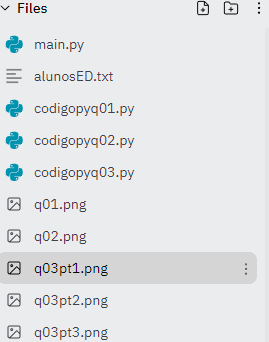 Files
main.py
alunosED.txt
codigopyq01.py
codigopyq02.py
codigopyq03.py
q01.png
q02.png
q03pt1.png
q03pt2.png
q03pt3.png